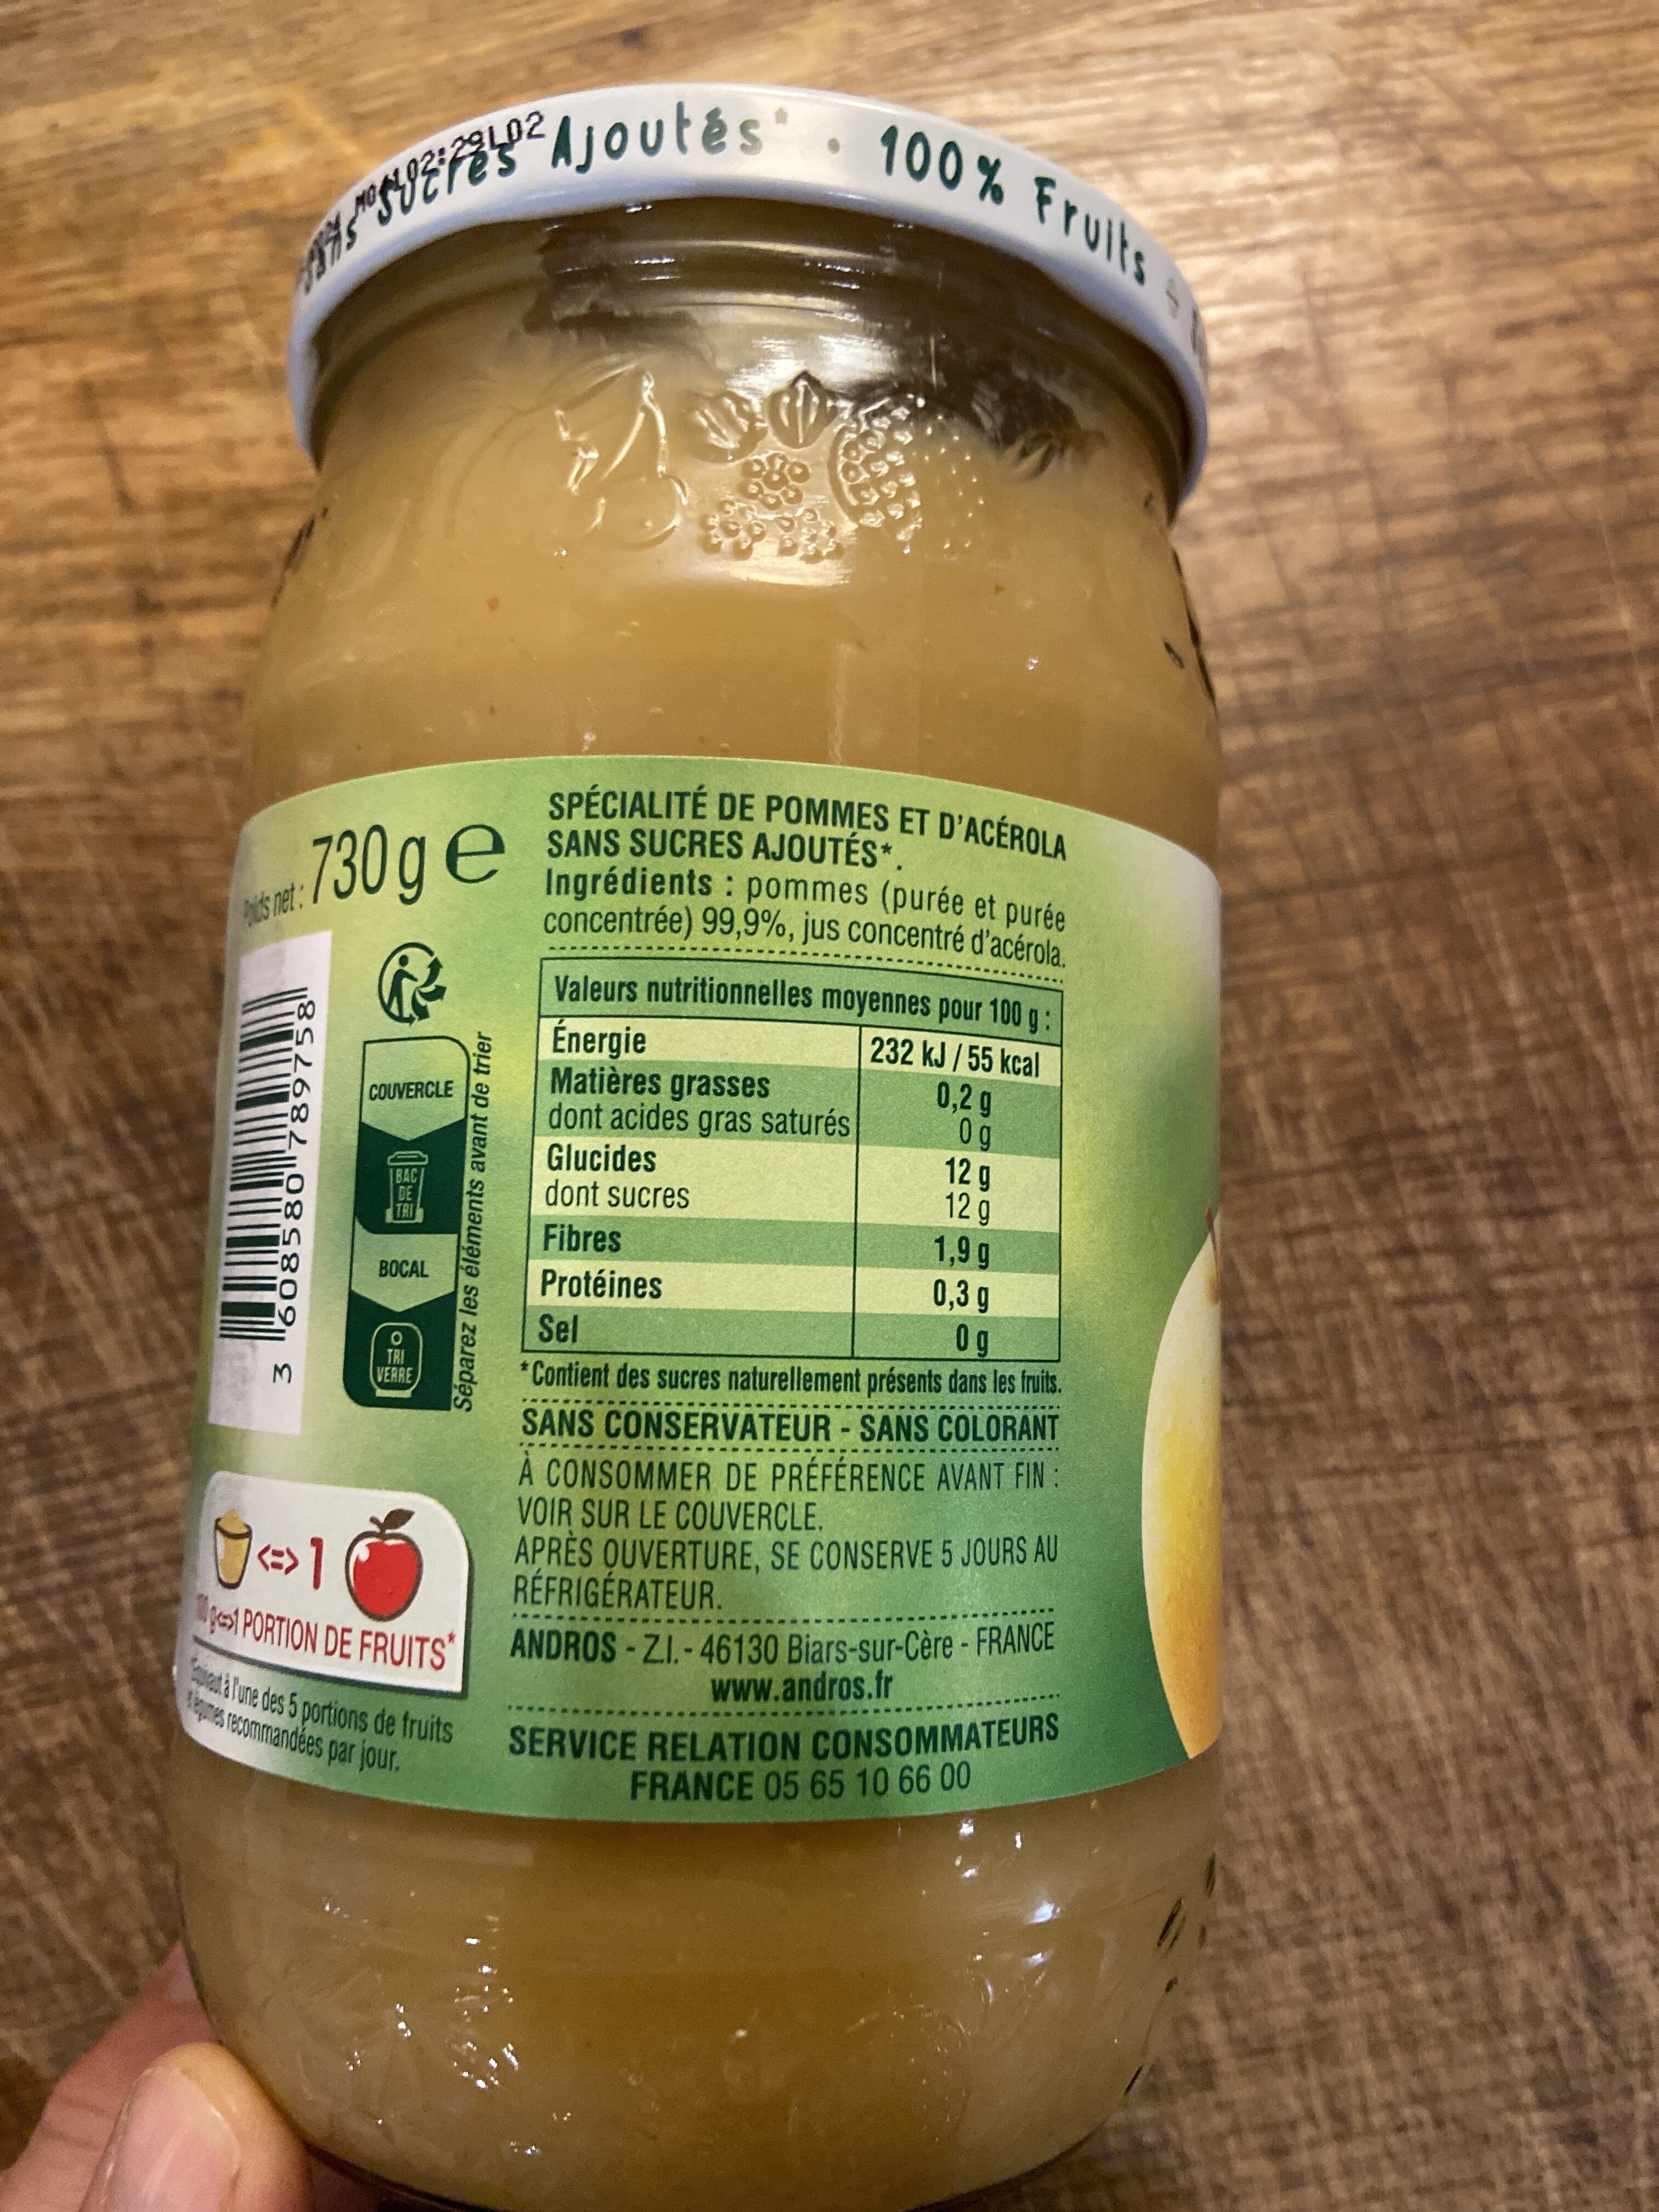 Sans Sucres Ajoutés* • 100% Fruits
M04102:29L02
Poids net : 730 g e
SPÉCIALITÉ DE POMMES ET D'ACÉROLA
SANS SUCRES AJOUTÉS*.
Ingrédients : pommes (purée et purée
concentrée) 99,9%, jus concentré d'acérola.
Valeurs nutritionnelles moyennes pour 100 g :
Énergie 232 kJ / 55 kcal
Matières grasses 0,2 g
dont acides gras saturés 0 g
Glucides 12 g
dont sucres 12 g
Fibres 1,9 g
Protéines 0,3 g
Sel 0 g
*Contient des sucres naturellement présents dans les fruits.
SANS CONSERVATEUR - SANS COLORANT
À CONSOMMER DE PRÉFÉRENCE AVANT FIN :
VOIR SUR LE COUVERCLE.
APRÈS OUVERTURE, SE CONSERVE 5 JOURS AU
RÉFRIGÉRATEUR.
ANDROS - Z.I. - 46130 Biars-sur-Cère - FRANCE
www.andros.fr
SERVICE RELATION CONSOMMATEURS
FRANCE 05 65 10 66 00
3 608580 789758
COUVERCLE
BAC
DE
TRI
BOCAL
TRI
VERRE
Séparez les éléments avant de trier
<=> 1
100 g<=>1 PORTION DE FRUITS*
*Équivaut à l'une des 5 portions de fruits
et légumes recommandées par jour.